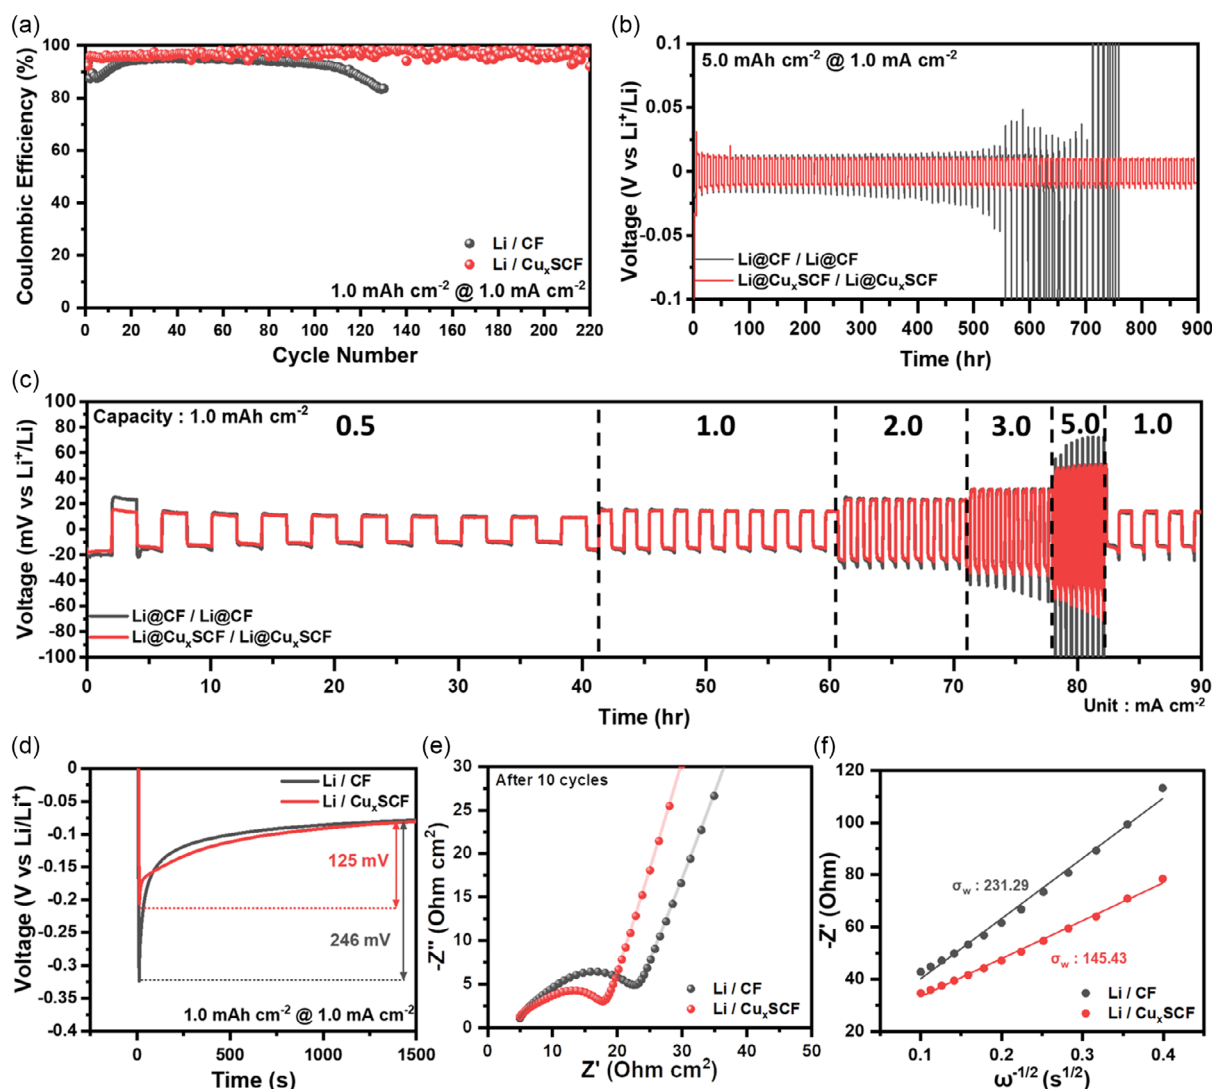 (a)
100
80
60
40
20
0
Coulombic Efficiency (%)
Li / CF
Li / CuₓSCF
1.0 mAh cm⁻² @ 1.0 mA cm⁻²
0 20 40 60 80 100 120 140 160 180 200 220
Cycle Number
(b)
0.1
0.05
0
-0.05
-0.1
Voltage (V vs Li⁺/Li)
5.0 mAh cm⁻² @ 1.0 mA cm⁻²
Li@CF / Li@CF
Li@CuₓSCF / Li@CuₓSCF
0 100 200 300 400 500 600 700 800 900
Time (hr)
(c)
100
80
60
40
20
0
-20
-40
-60
-80
-100
Voltage (mV vs Li⁺/Li)
Capacity : 1.0 mAh cm⁻²
0.5 1.0 2.0 3.0 5.0 1.0
Li@CF / Li@CF
Li@CuₓSCF / Li@CuₓSCF
0 10 20 30 40 50 60 70 80 90
Time (hr)
Unit : mA cm⁻²
(d)
0
-0.05
-0.1
-0.15
-0.2
-0.25
-0.3
-0.35
-0.4
Voltage (V vs Li/Li⁺)
Li / CF
Li / CuₓSCF
125 mV
246 mV
1.0 mAh cm⁻² @ 1.0 mA cm⁻²
0 500 1000 1500
Time (s)
(e)
30
25
20
15
10
5
0
-Z'' (Ohm cm²)
After 10 cycles
Li / CF
Li / CuₓSCF
0 10 20 30 40 50
Z' (Ohm cm²)
(f)
120
100
80
60
40
20
-Z' (Ohm)
σw : 231.29
σw : 145.43
Li / CF
Li / CuₓSCF
0.1 0.2 0.3 0.4
ω⁻¹/² (s¹/²)